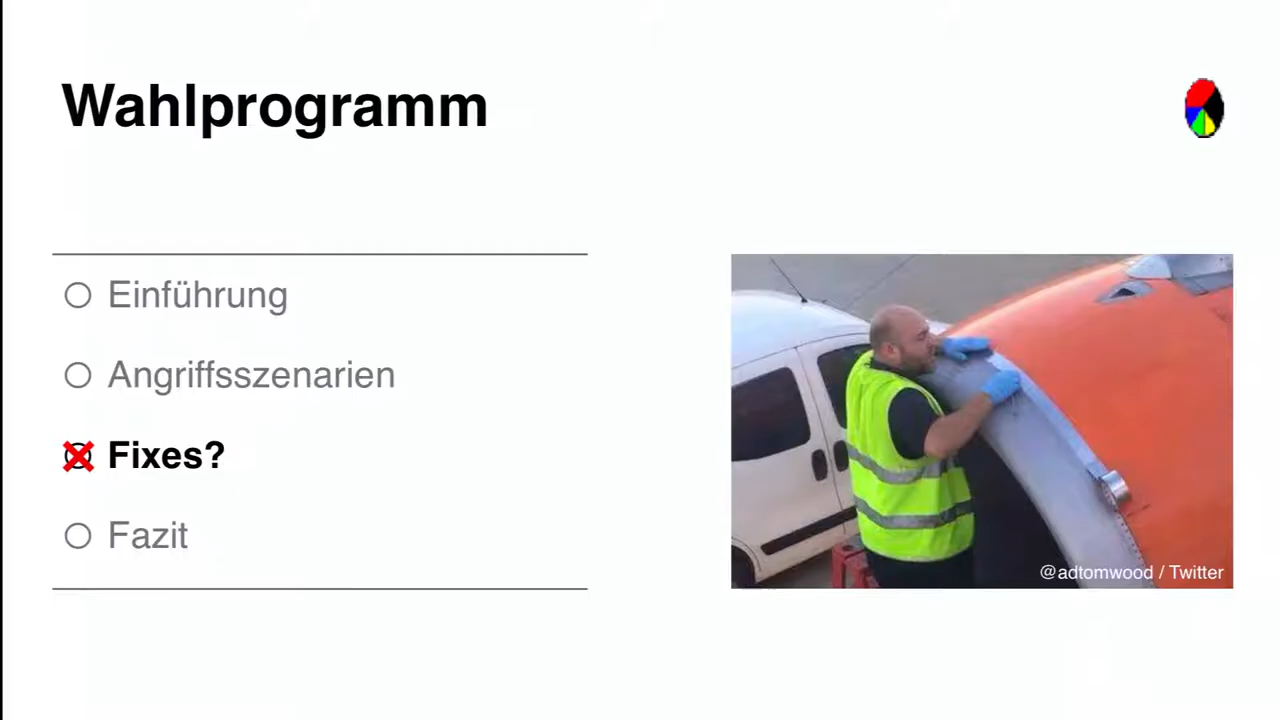 Wahlprogramm
Einführung
Angriffsszenarien
Fixes?
Fazit
@adtomwood / Twitter